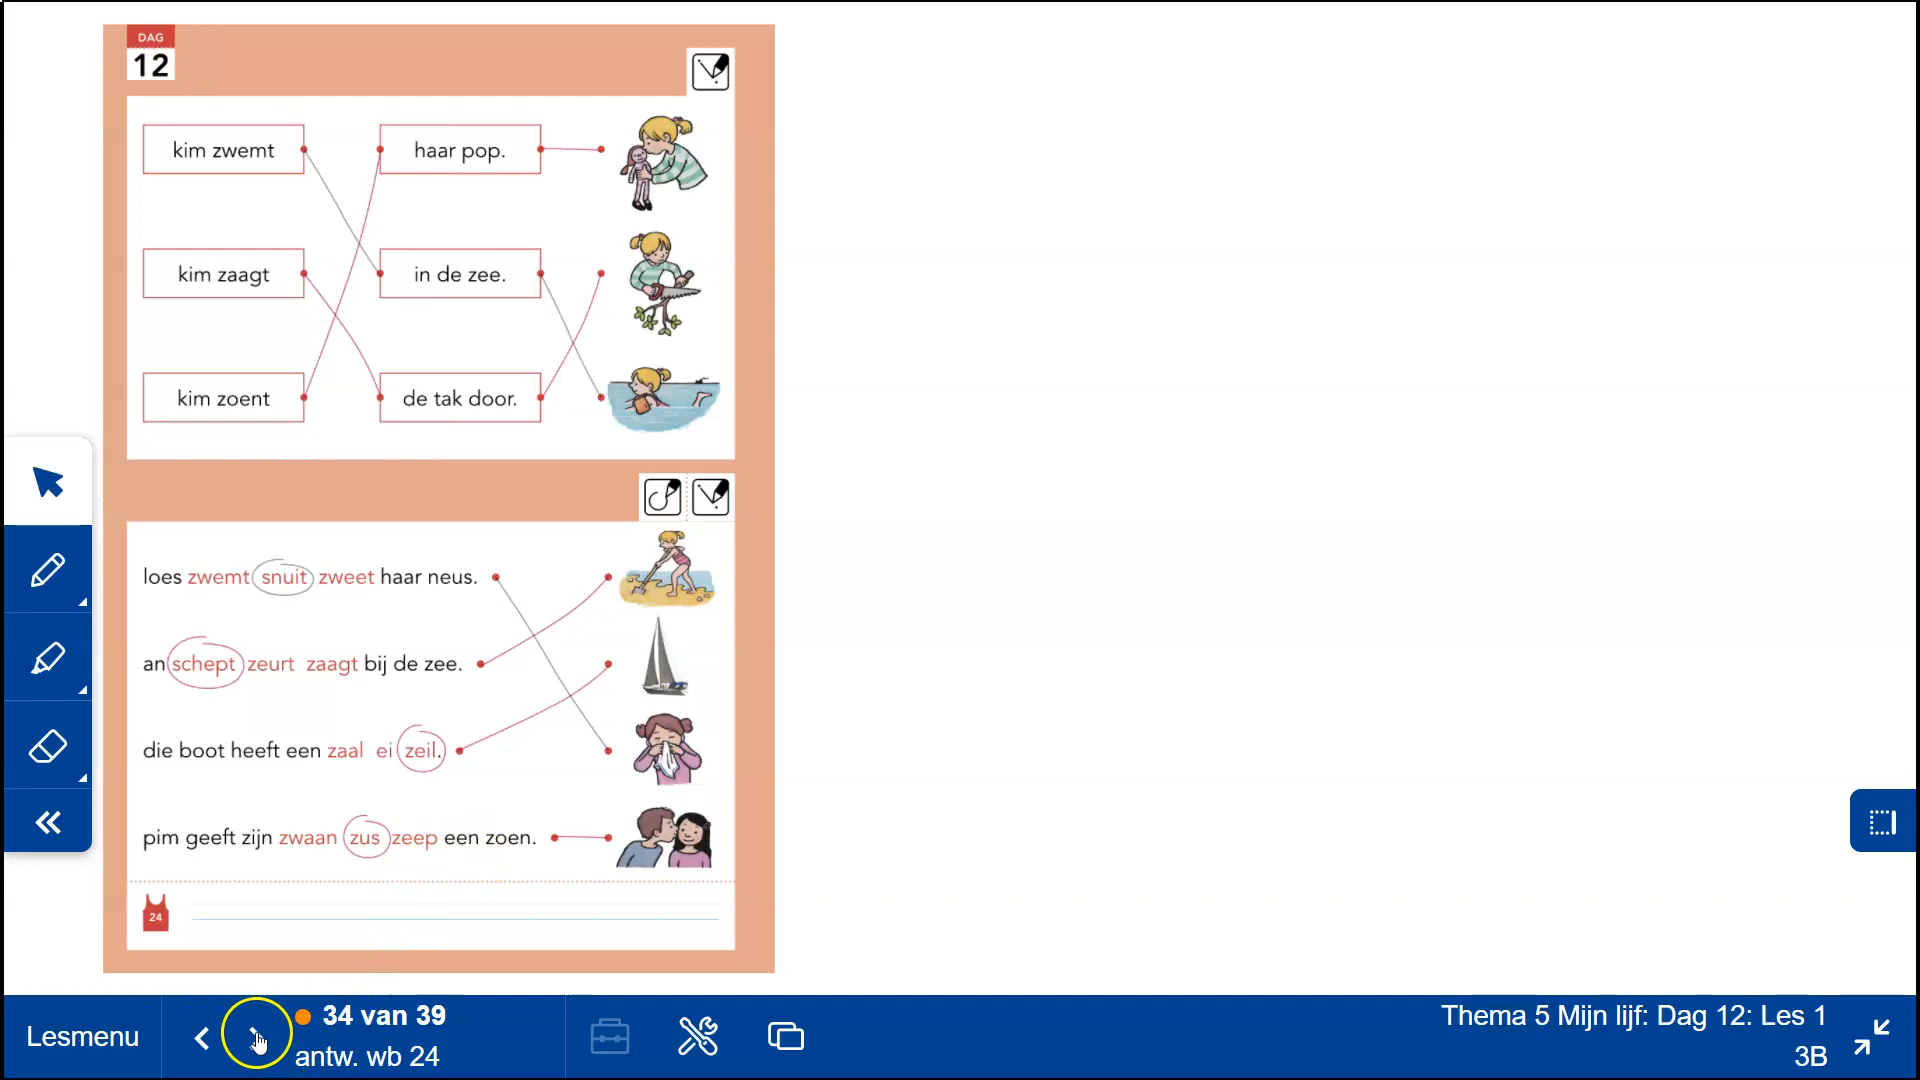 DAG
12
kim zwemt haar pop.
kim zaagt in de zee.
kim zoent de tak door.
loes zwemt snuit zweet haar neus.
an schept zeurt zaagt bij de zee.
die boot heeft een zaal ei zeil.
pim geeft zijn zwaan zus zeep een zoen.
24
Lesmenu
34 van 39
antw. wb 24
Thema 5 Mijn lijf: Dag 12: Les 1
3B